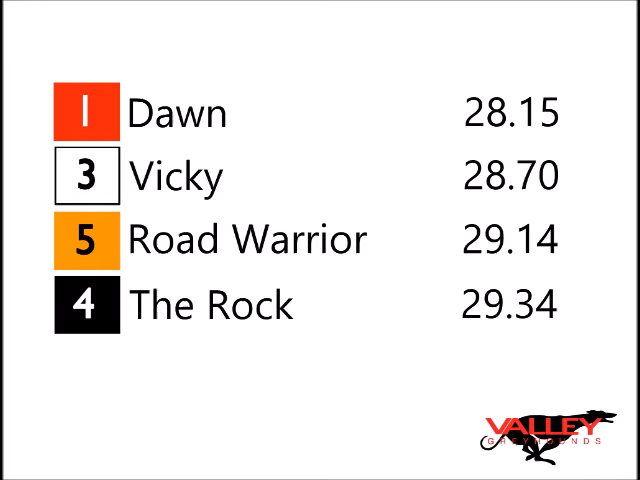 1 Dawn 28.15
3 Vicky 28.70
5 Road Warrior 29.14
4 The Rock 29.34
VALLEY
GREYHOUNDS